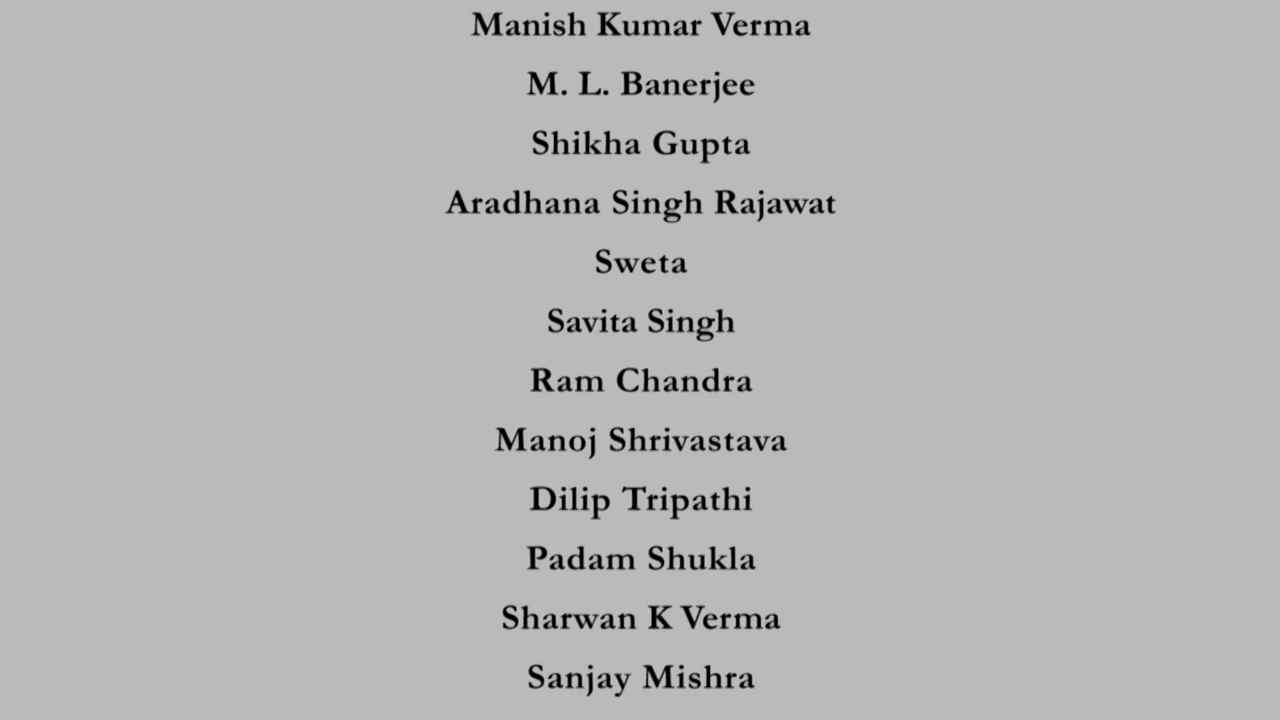 Manish Kumar Verma
M. L. Banerjee
Shikha Gupta
Aradhana Singh Rajawat
Sweta
Savita Singh
Ram Chandra
Manoj Shrivastava
Dilip Tripathi
Padam Shukla
Sharwan K Verma
Sanjay Mishra